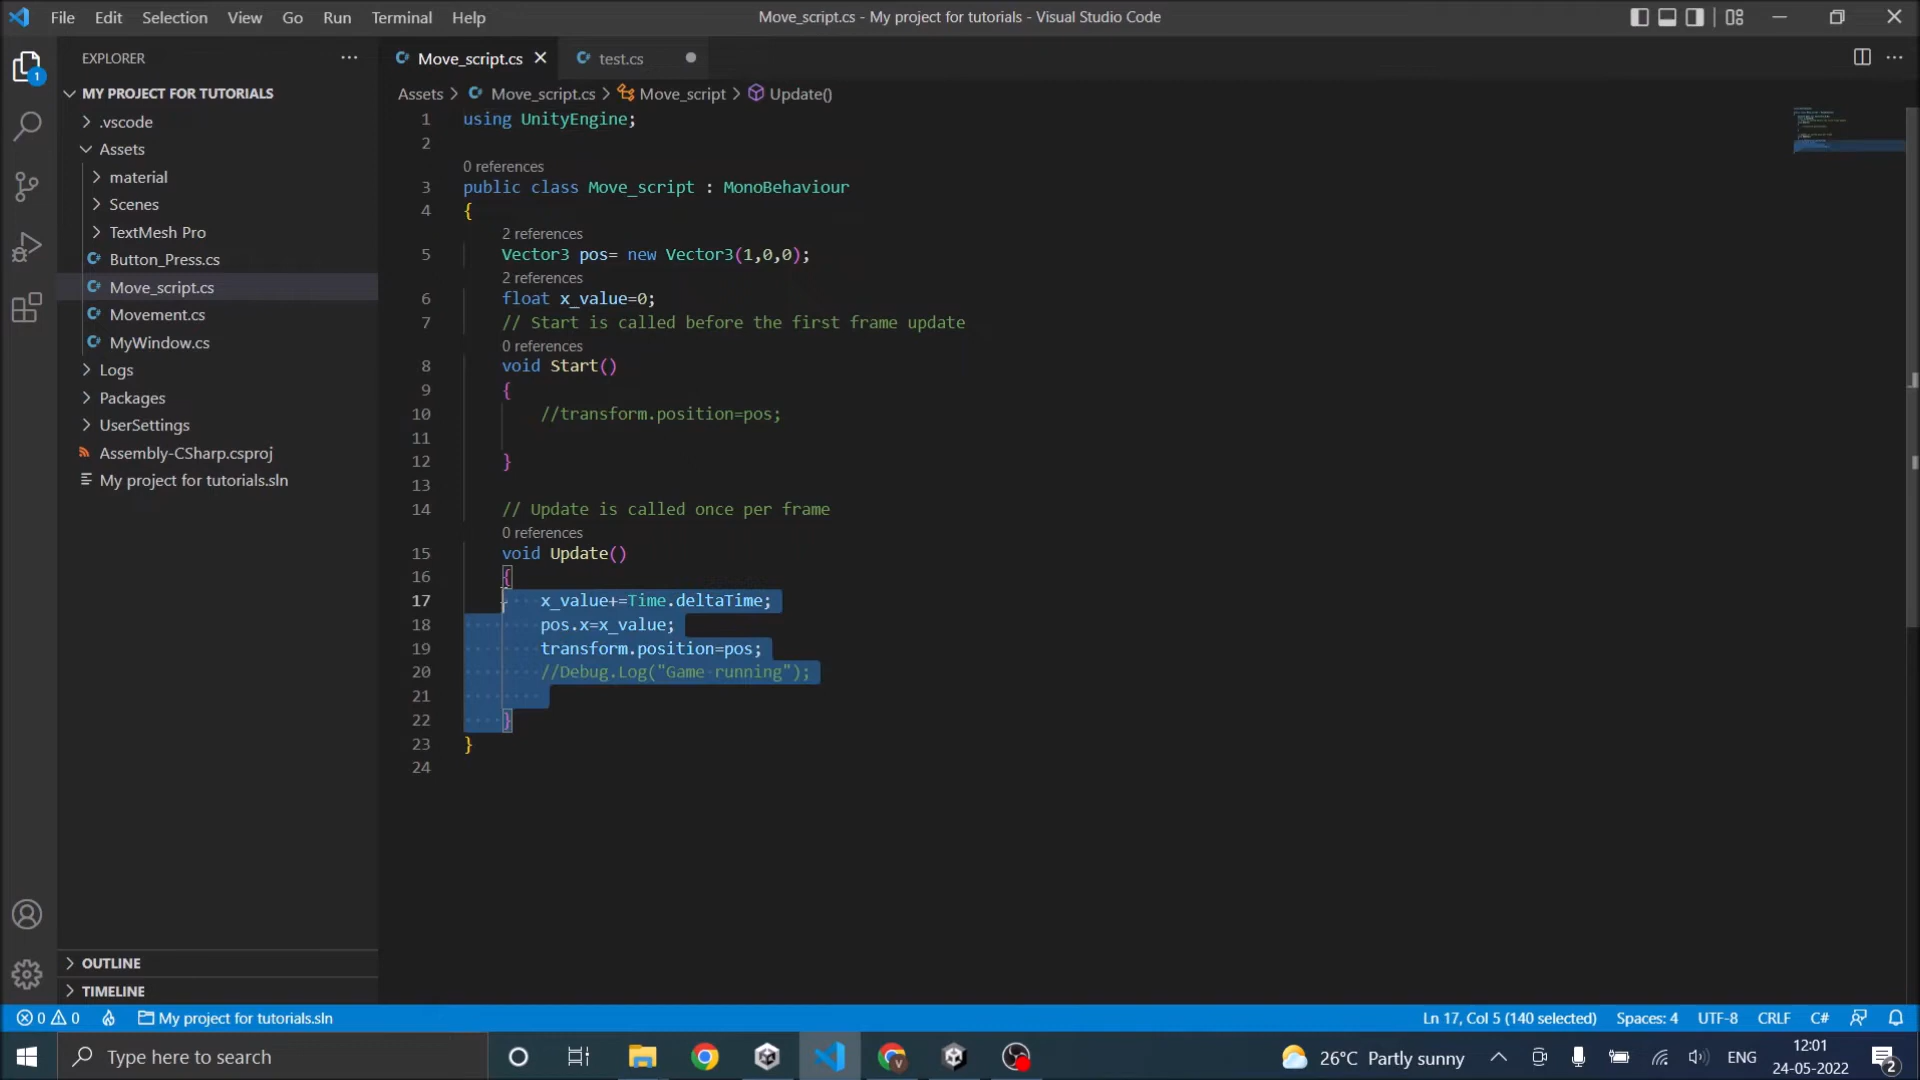 File Edit Selection View Go Run Terminal Help
Move_script.cs - My project for tutorials - Visual Studio Code
EXPLORER
Move_script.cs
test.cs
MY PROJECT FOR TUTORIALS
.vscode
Assets
material
Scenes
TextMesh Pro
Button_Press.cs
Move_script.cs
Movement.cs
MyWindow.cs
Logs
Packages
UserSettings
Assembly-CSharp.csproj
My project for tutorials.sln
OUTLINE
TIMELINE
1
Assets > Move_script.cs > Move_script > Update()
1 using UnityEngine;
2
0 references
3 public class Move_script : MonoBehaviour
4 {
2 references
5 Vector3 pos= new Vector3(1,0,0);
2 references
6 float x_value=0;
7 // Start is called before the first frame update
0 references
8 void Start()
9 {
10 //transform.position=pos;
11
12 }
13
14 // Update is called once per frame
0 references
15 void Update()
16 {
17 x_value+=Time.deltaTime;
18 pos.x=x_value;
19 transform.position=pos;
20 //Debug.Log("Game running");
21
22 }
23 }
24
0 0 My project for tutorials.sln
Ln 17, Col 5 (140 selected) Spaces: 4 UTF-8 CRLF C#
Type here to search
26°C Partly sunny
ENG
12:01
24-05-2022
2